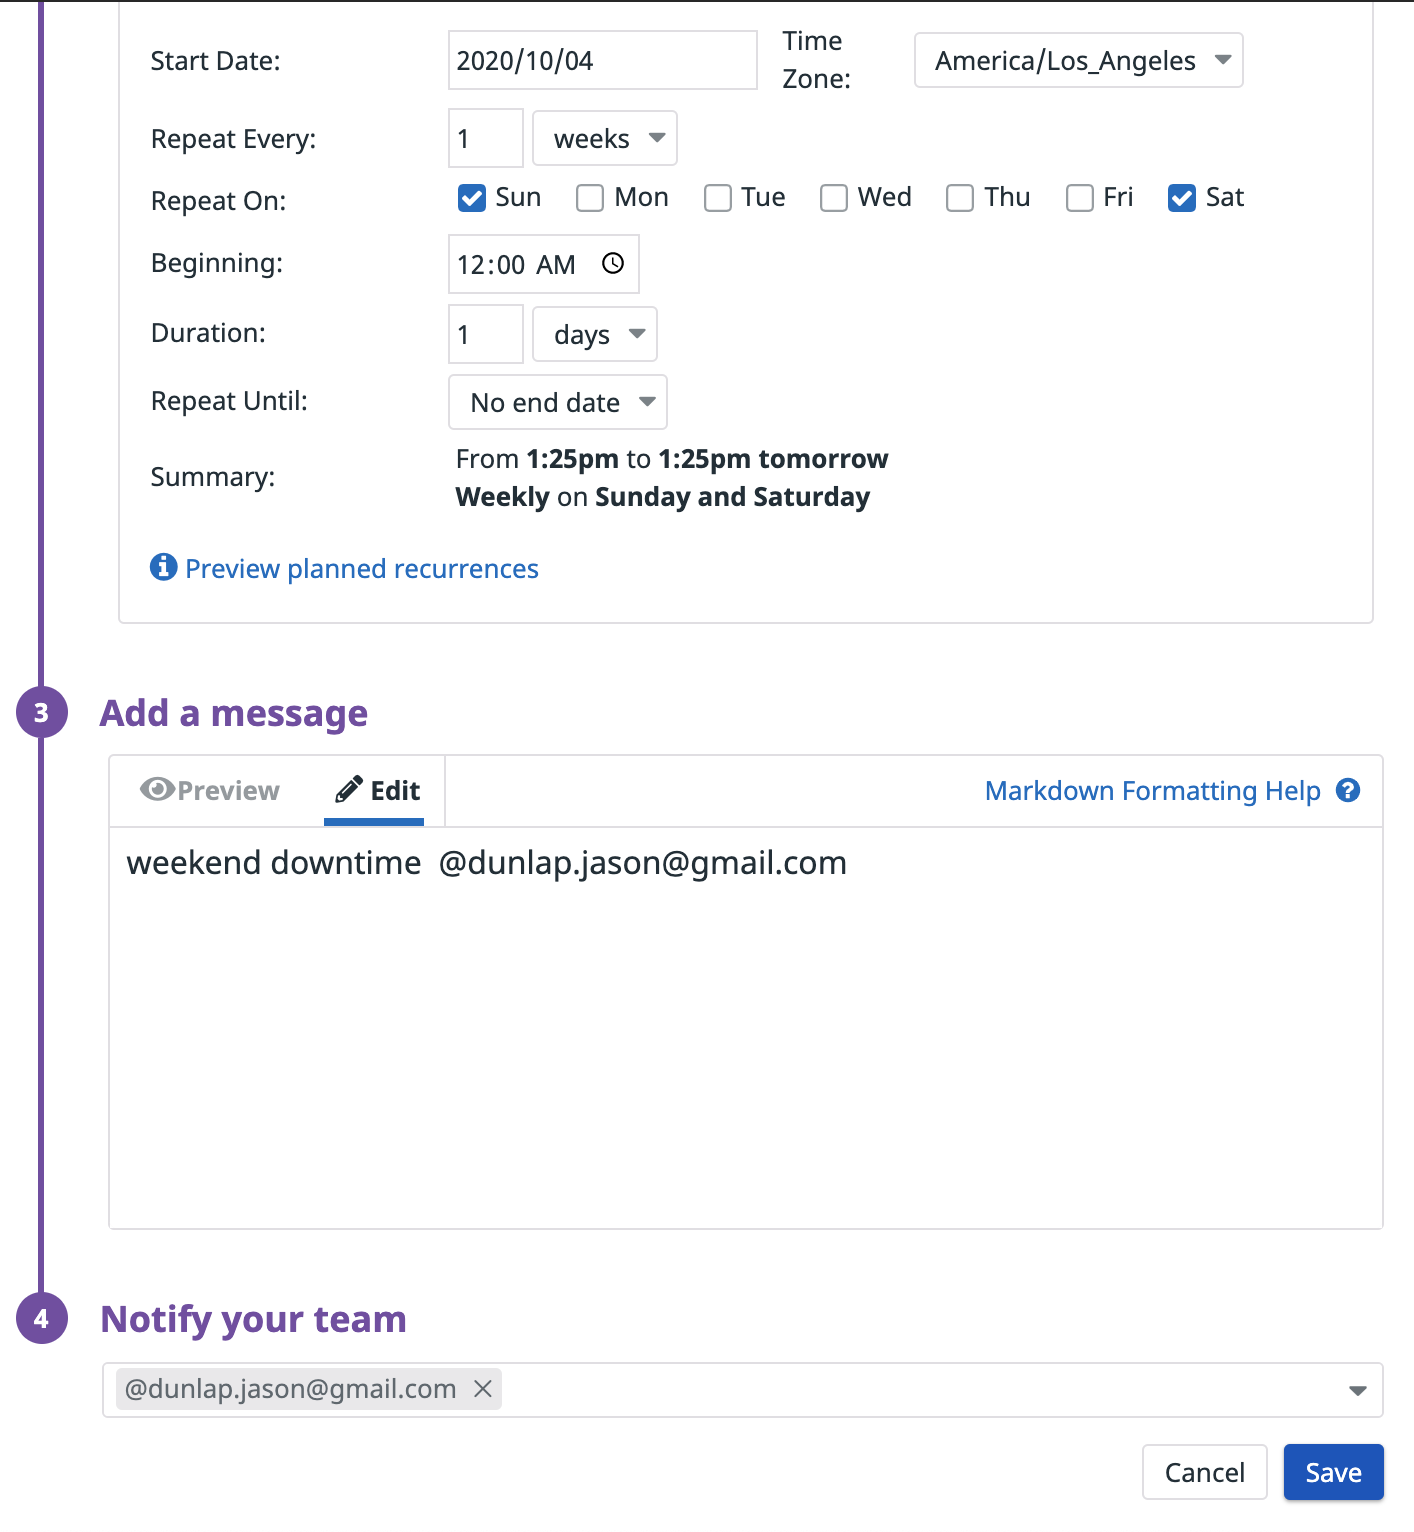 Start Date: 2020/10/04 Time Zone: America/Los_Angeles
Repeat Every: 1 weeks
Repeat On: Sun Mon Tue Wed Thu Fri Sat
Beginning: 12:00 AM
Duration: 1 days
Repeat Until: No end date
Summary: From 1:25pm to 1:25pm tomorrow
Weekly on Sunday and Saturday
Preview planned recurrences
3 Add a message
Preview Edit Markdown Formatting Help ?
weekend downtime @dunlap.jason@gmail.com
4 Notify your team
@dunlap.jason@gmail.com
Cancel Save